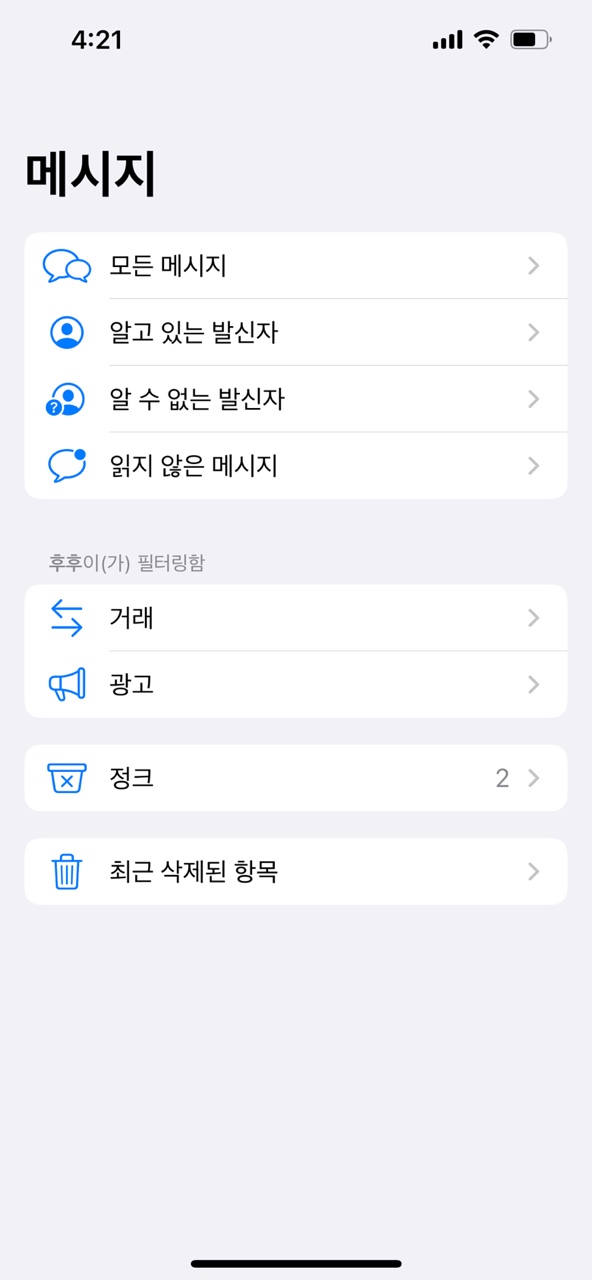 4:21
메시지
모든 메시지
알고 있는 발신자
?
알 수 없는 발신자
읽지 않은 메시지
후후이(가) 필터링함
거래
광고
정크 2
최근 삭제된 항목